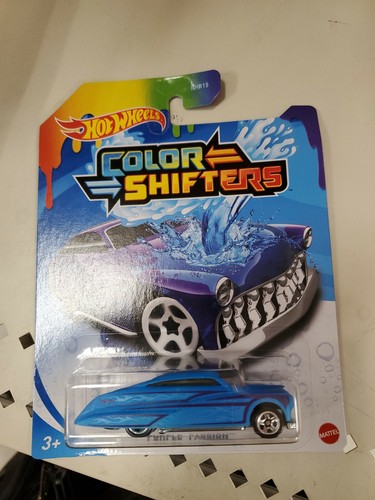 HOT WHEELS
COLOR
SHIFTERS
3+
MATTEL